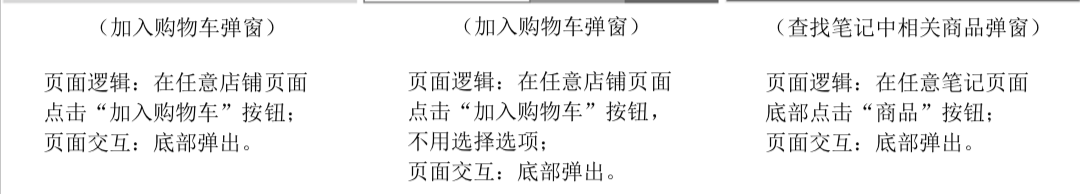 （加入购物车弹窗）
页面逻辑：在任意店铺页面
点击“加入购物车”按钮；
页面交互：底部弹出。
（加入购物车弹窗）
页面逻辑：在任意店铺页面
点击“加入购物车”按钮，
不用选择选项；
页面交互：底部弹出。
（查找笔记中相关商品弹窗）
页面逻辑：在任意笔记页面
底部点击“商品”按钮；
页面交互：底部弹出。